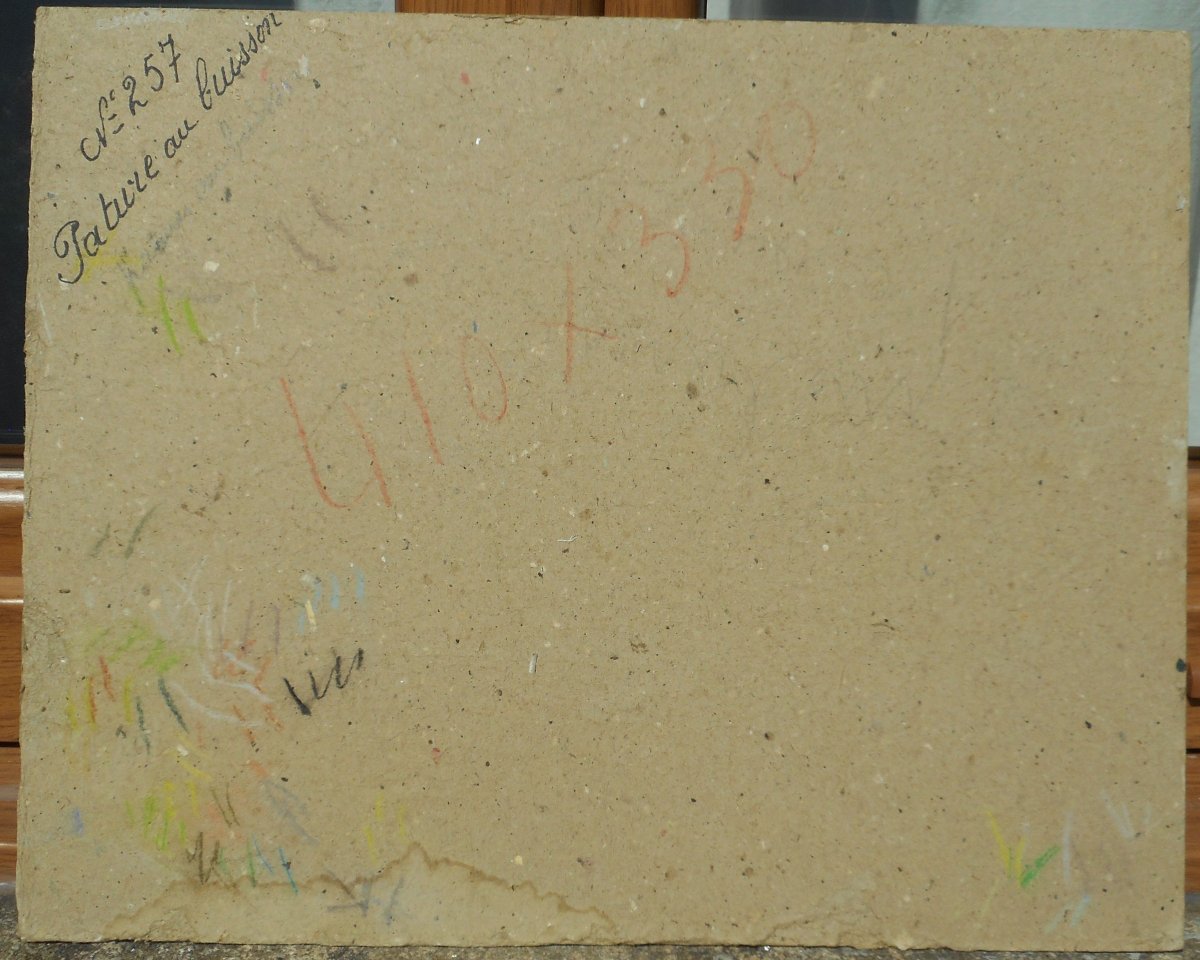 N° 257
Pature au buisson
410 + 330